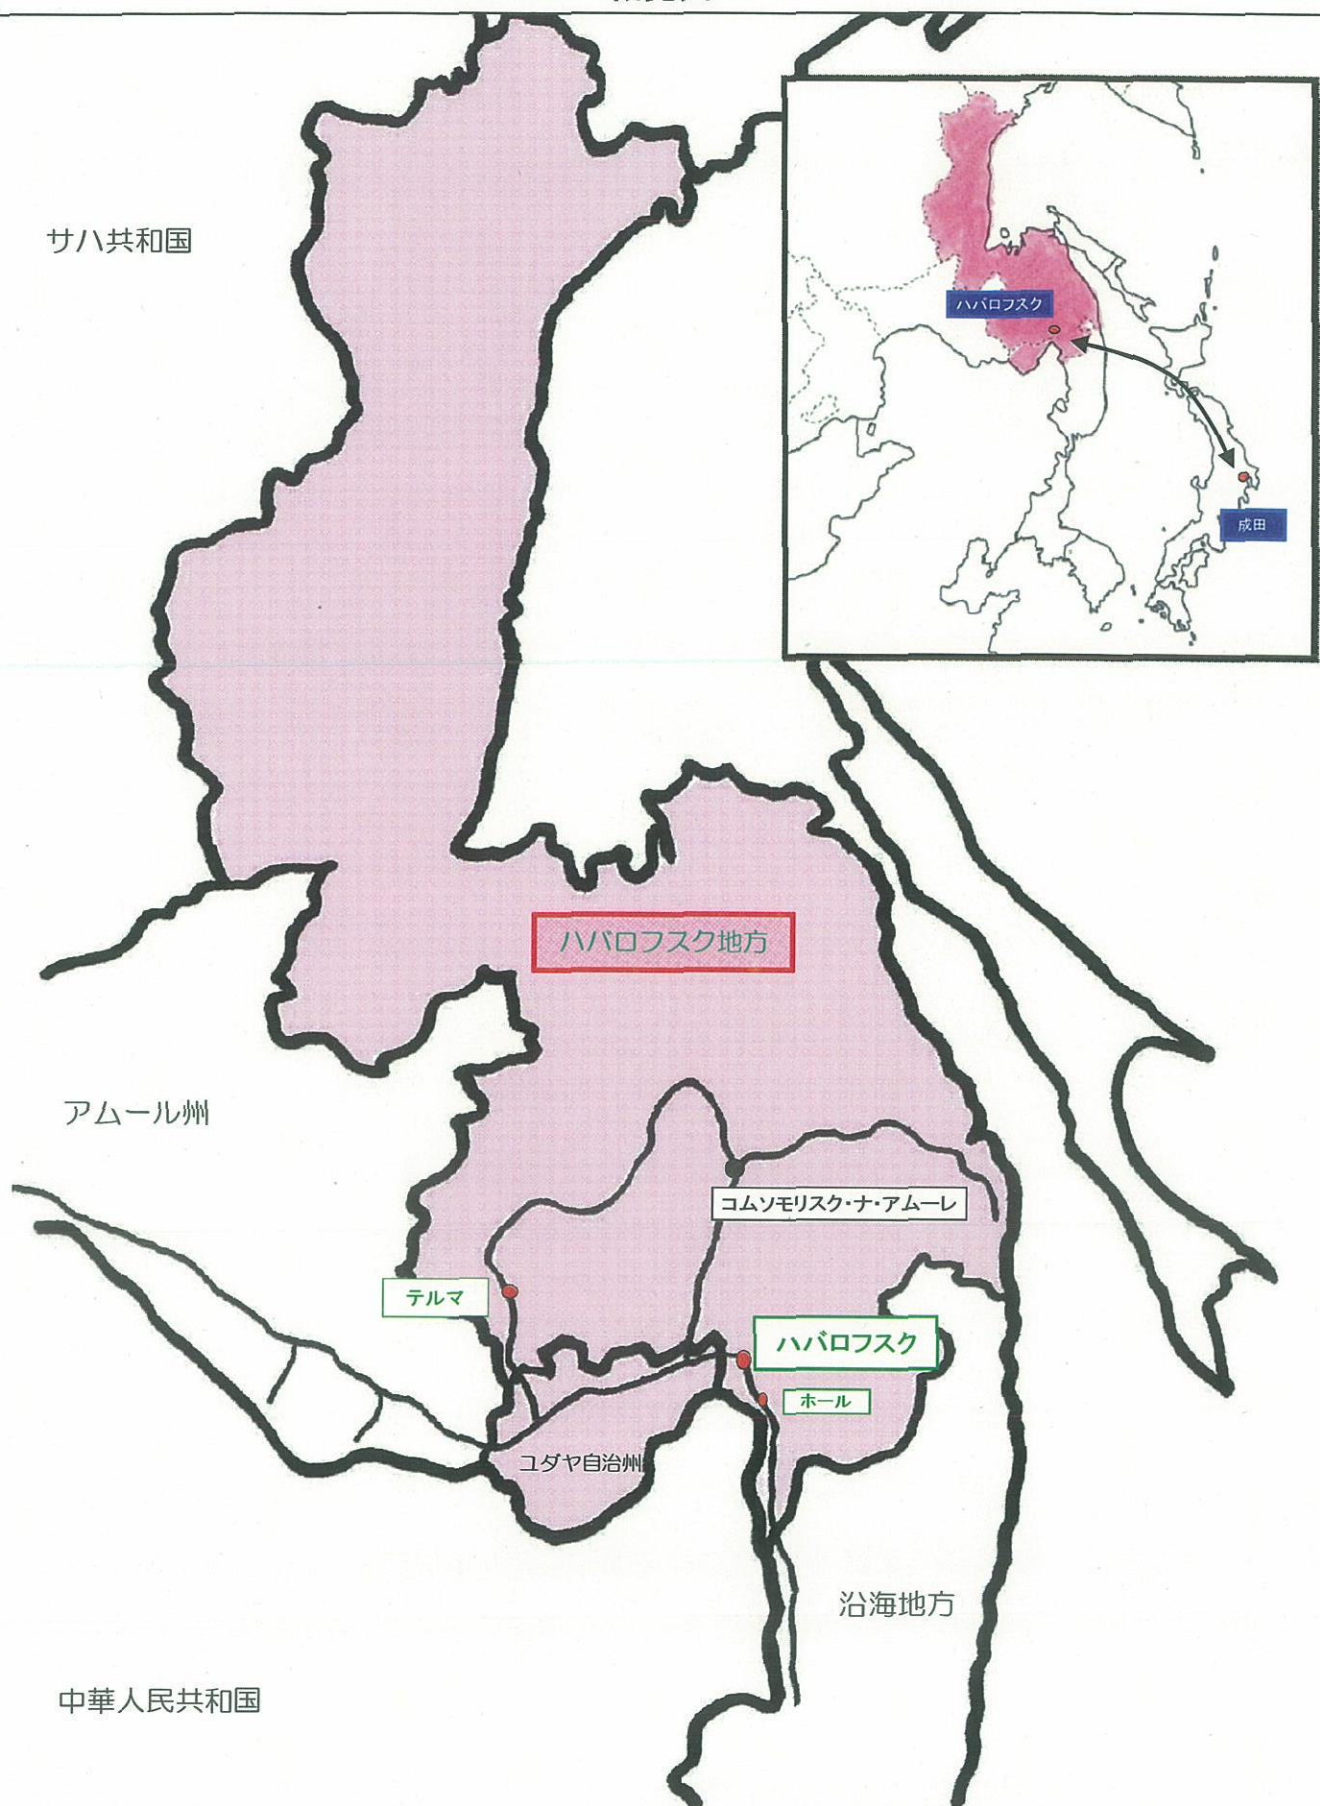 サハ共和国
ハバロフスク
成田
ハバロフスク地方
アムール州
コムソモリスク・ナ・アムーレ
テルマ
ハバロフスク
ホール
ユダヤ自治州
沿海地方
中華人民共和国